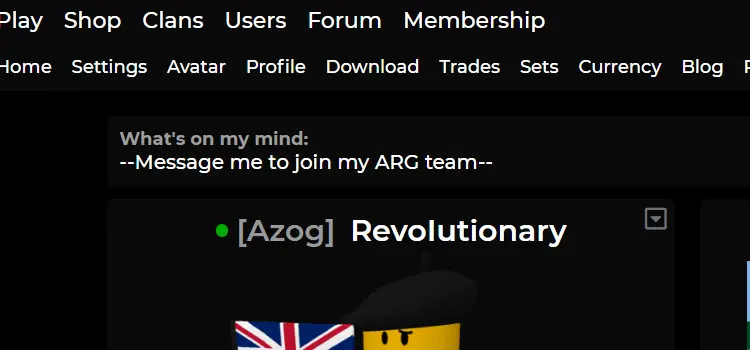 Play Shop Clans Users Forum Membership
Home Settings Avatar Profile Download Trades Sets Currency Blog
What's on my mind:
--Message me to join my ARG team--
[Azog] Revolutionary